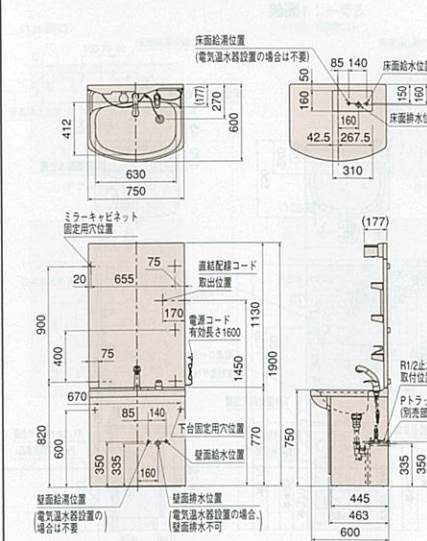 床面給湯位置
(電気温水器設置の場合は不要)
床面給水位
85 140
50
160
150
160
160
床面排水位
42.5 267.5
310
(177)
270
600
412
630
750
ミラーキャビネット
固定用穴位置
75
20
655
直結配線コード
取出位置
170
電源コード
有効長さ1600
900
400
75
1130
1450
1900
670
85 140
下台固定用穴位置
壁面給水位置
820
600
350
335
160
770
壁面給湯位置
(電気温水器設置の
場合は不要)
壁面排水位置
(電気温水器設置の場合、
壁面排水不可)
(177)
R1/2止
取付位
Pトラッ
(別売部
750
335
350
445
463
600